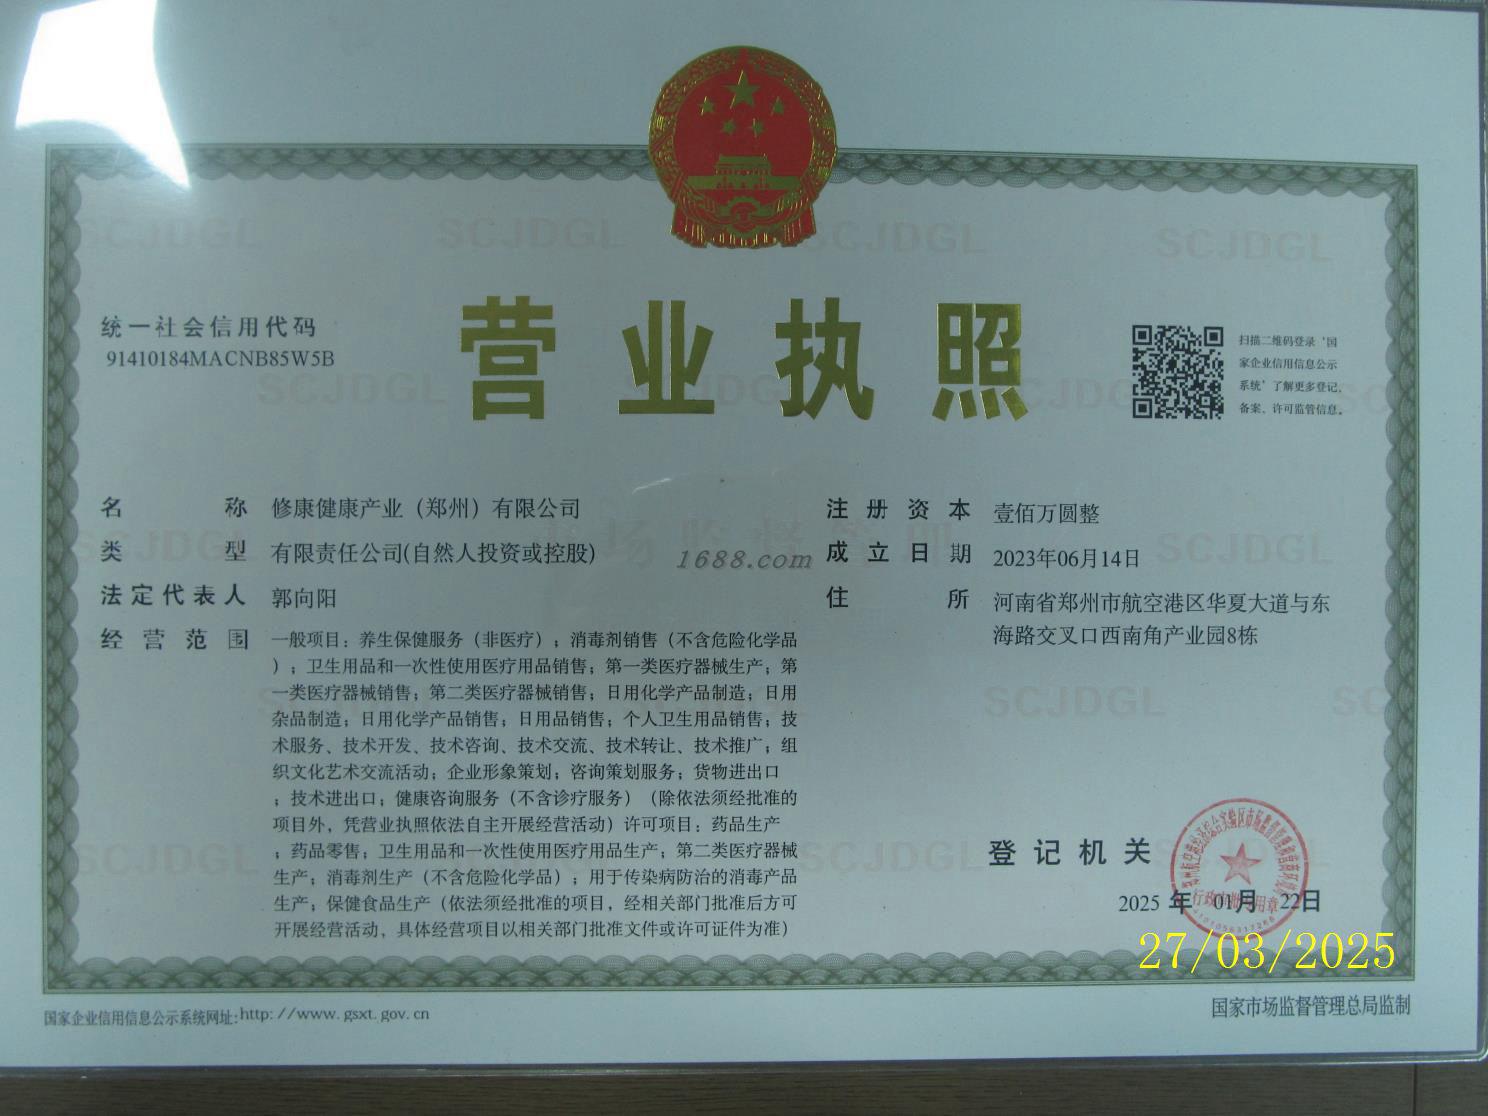 统一社会信用代码
91410184MACNB85W5B
营业执照
扫描二维码登录‘国
家企业信用信息公示
系统’了解更多登记、
备案、许可监管信息。
名称 修康健康产业（郑州）有限公司
类型 有限责任公司(自然人投资或控股)
法定代表人 郭向阳
经营范围 一般项目：养生保健服务（非医疗）；消毒剂销售（不含危险化学品
）；卫生用品和一次性使用医疗用品销售；第一类医疗器械生产；第
一类医疗器械销售；第二类医疗器械销售；日用化学产品制造；日用
杂品制造；日用化学产品销售；日用品销售；个人卫生用品销售；技
术服务、技术开发、技术咨询、技术交流、技术转让、技术推广；组
织文化艺术交流活动；企业形象策划；咨询策划服务；货物进出口
；技术进出口；健康咨询服务（不含诊疗服务）（除依法须经批准的
项目外，凭营业执照依法自主开展经营活动）许可项目：药品生产
；药品零售；卫生用品和一次性使用医疗用品生产；第二类医疗器械
生产；消毒剂生产（不含危险化学品）；用于传染病防治的消毒产品
生产；保健食品生产（依法须经批准的项目，经相关部门批准后方可
开展经营活动，具体经营项目以相关部门批准文件或许可证件为准）
1688.com
注册资本 壹佰万圆整
成立日期 2023年06月14日
住所 河南省郑州市航空港区华夏大道与东
海路交叉口西南角产业园8栋
登记机关
2025 年 01月 22日
27/03/2025
国家企业信用信息公示系统网址:http://www.gsxt.gov.cn
国家市场监督管理总局监制
SCJDGL